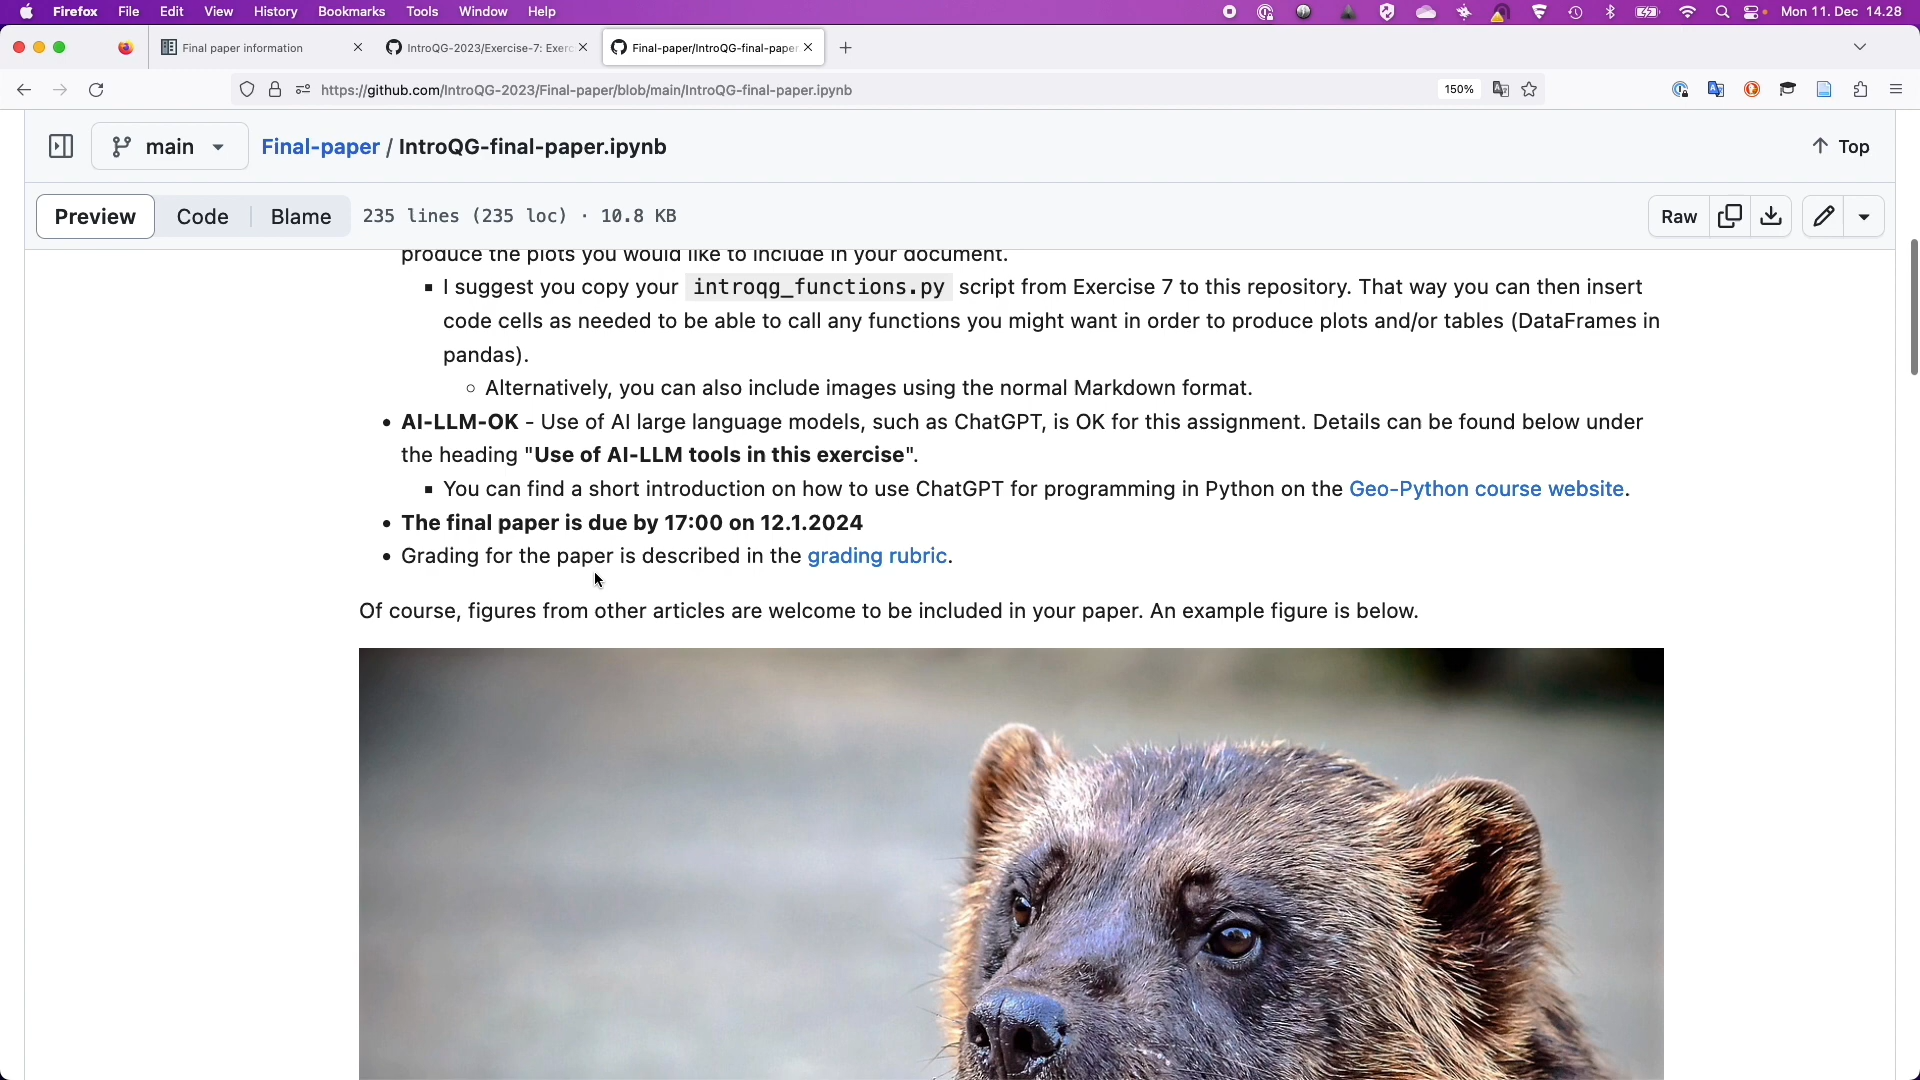 Firefox File Edit View History Bookmarks Tools Window Help Mon 11. Dec 14.28
Final paper information IntroQG-2023/Exercise-7: Exerc Final-paper/IntroQG-final-paper
https://github.com/IntroQG-2023/Final-paper/blob/main/IntroQG-final-paper.ipynb 150%
main Final-paper / IntroQG-final-paper.ipynb Top
Preview Code Blame 235 lines (235 loc) · 10.8 KB Raw
produce the plots you would like to include in your document.
▪ I suggest you copy your introqg_functions.py script from Exercise 7 to this repository. That way you can then insert
code cells as needed to be able to call any functions you might want in order to produce plots and/or tables (DataFrames in
pandas).
◦ Alternatively, you can also include images using the normal Markdown format.
• AI-LLM-OK - Use of AI large language models, such as ChatGPT, is OK for this assignment. Details can be found below under
the heading "Use of AI-LLM tools in this exercise".
▪ You can find a short introduction on how to use ChatGPT for programming in Python on the Geo-Python course website.
• The final paper is due by 17:00 on 12.1.2024
• Grading for the paper is described in the grading rubric.
Of course, figures from other articles are welcome to be included in your paper. An example figure is below.